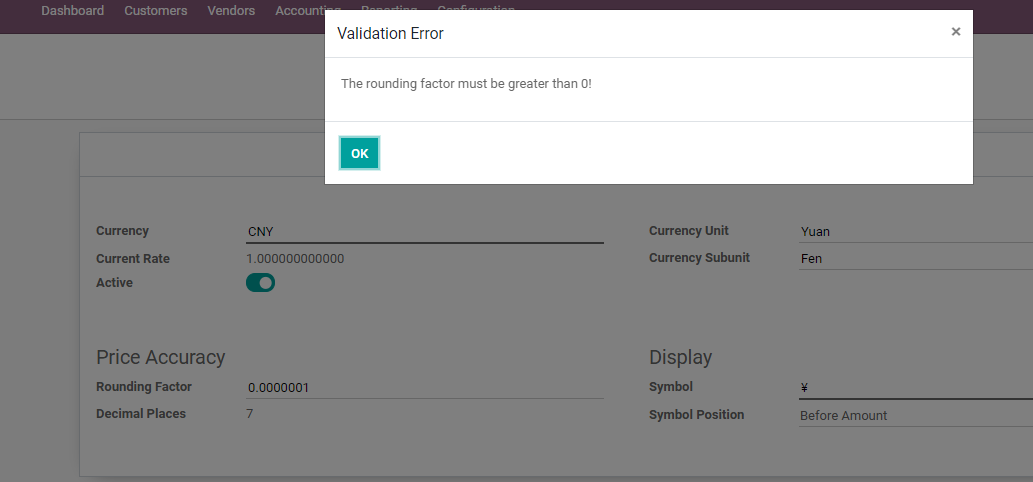 Dashboard Customers Vendors Accounting Reporting Configuration
Validation Error ×
The rounding factor must be greater than 0!
OK
Currency CNY Currency Unit Yuan
Current Rate 1.000000000000 Currency Subunit Fen
Active
Price Accuracy Display
Rounding Factor 0.0000001 Symbol ¥
Decimal Places 7 Symbol Position Before Amount